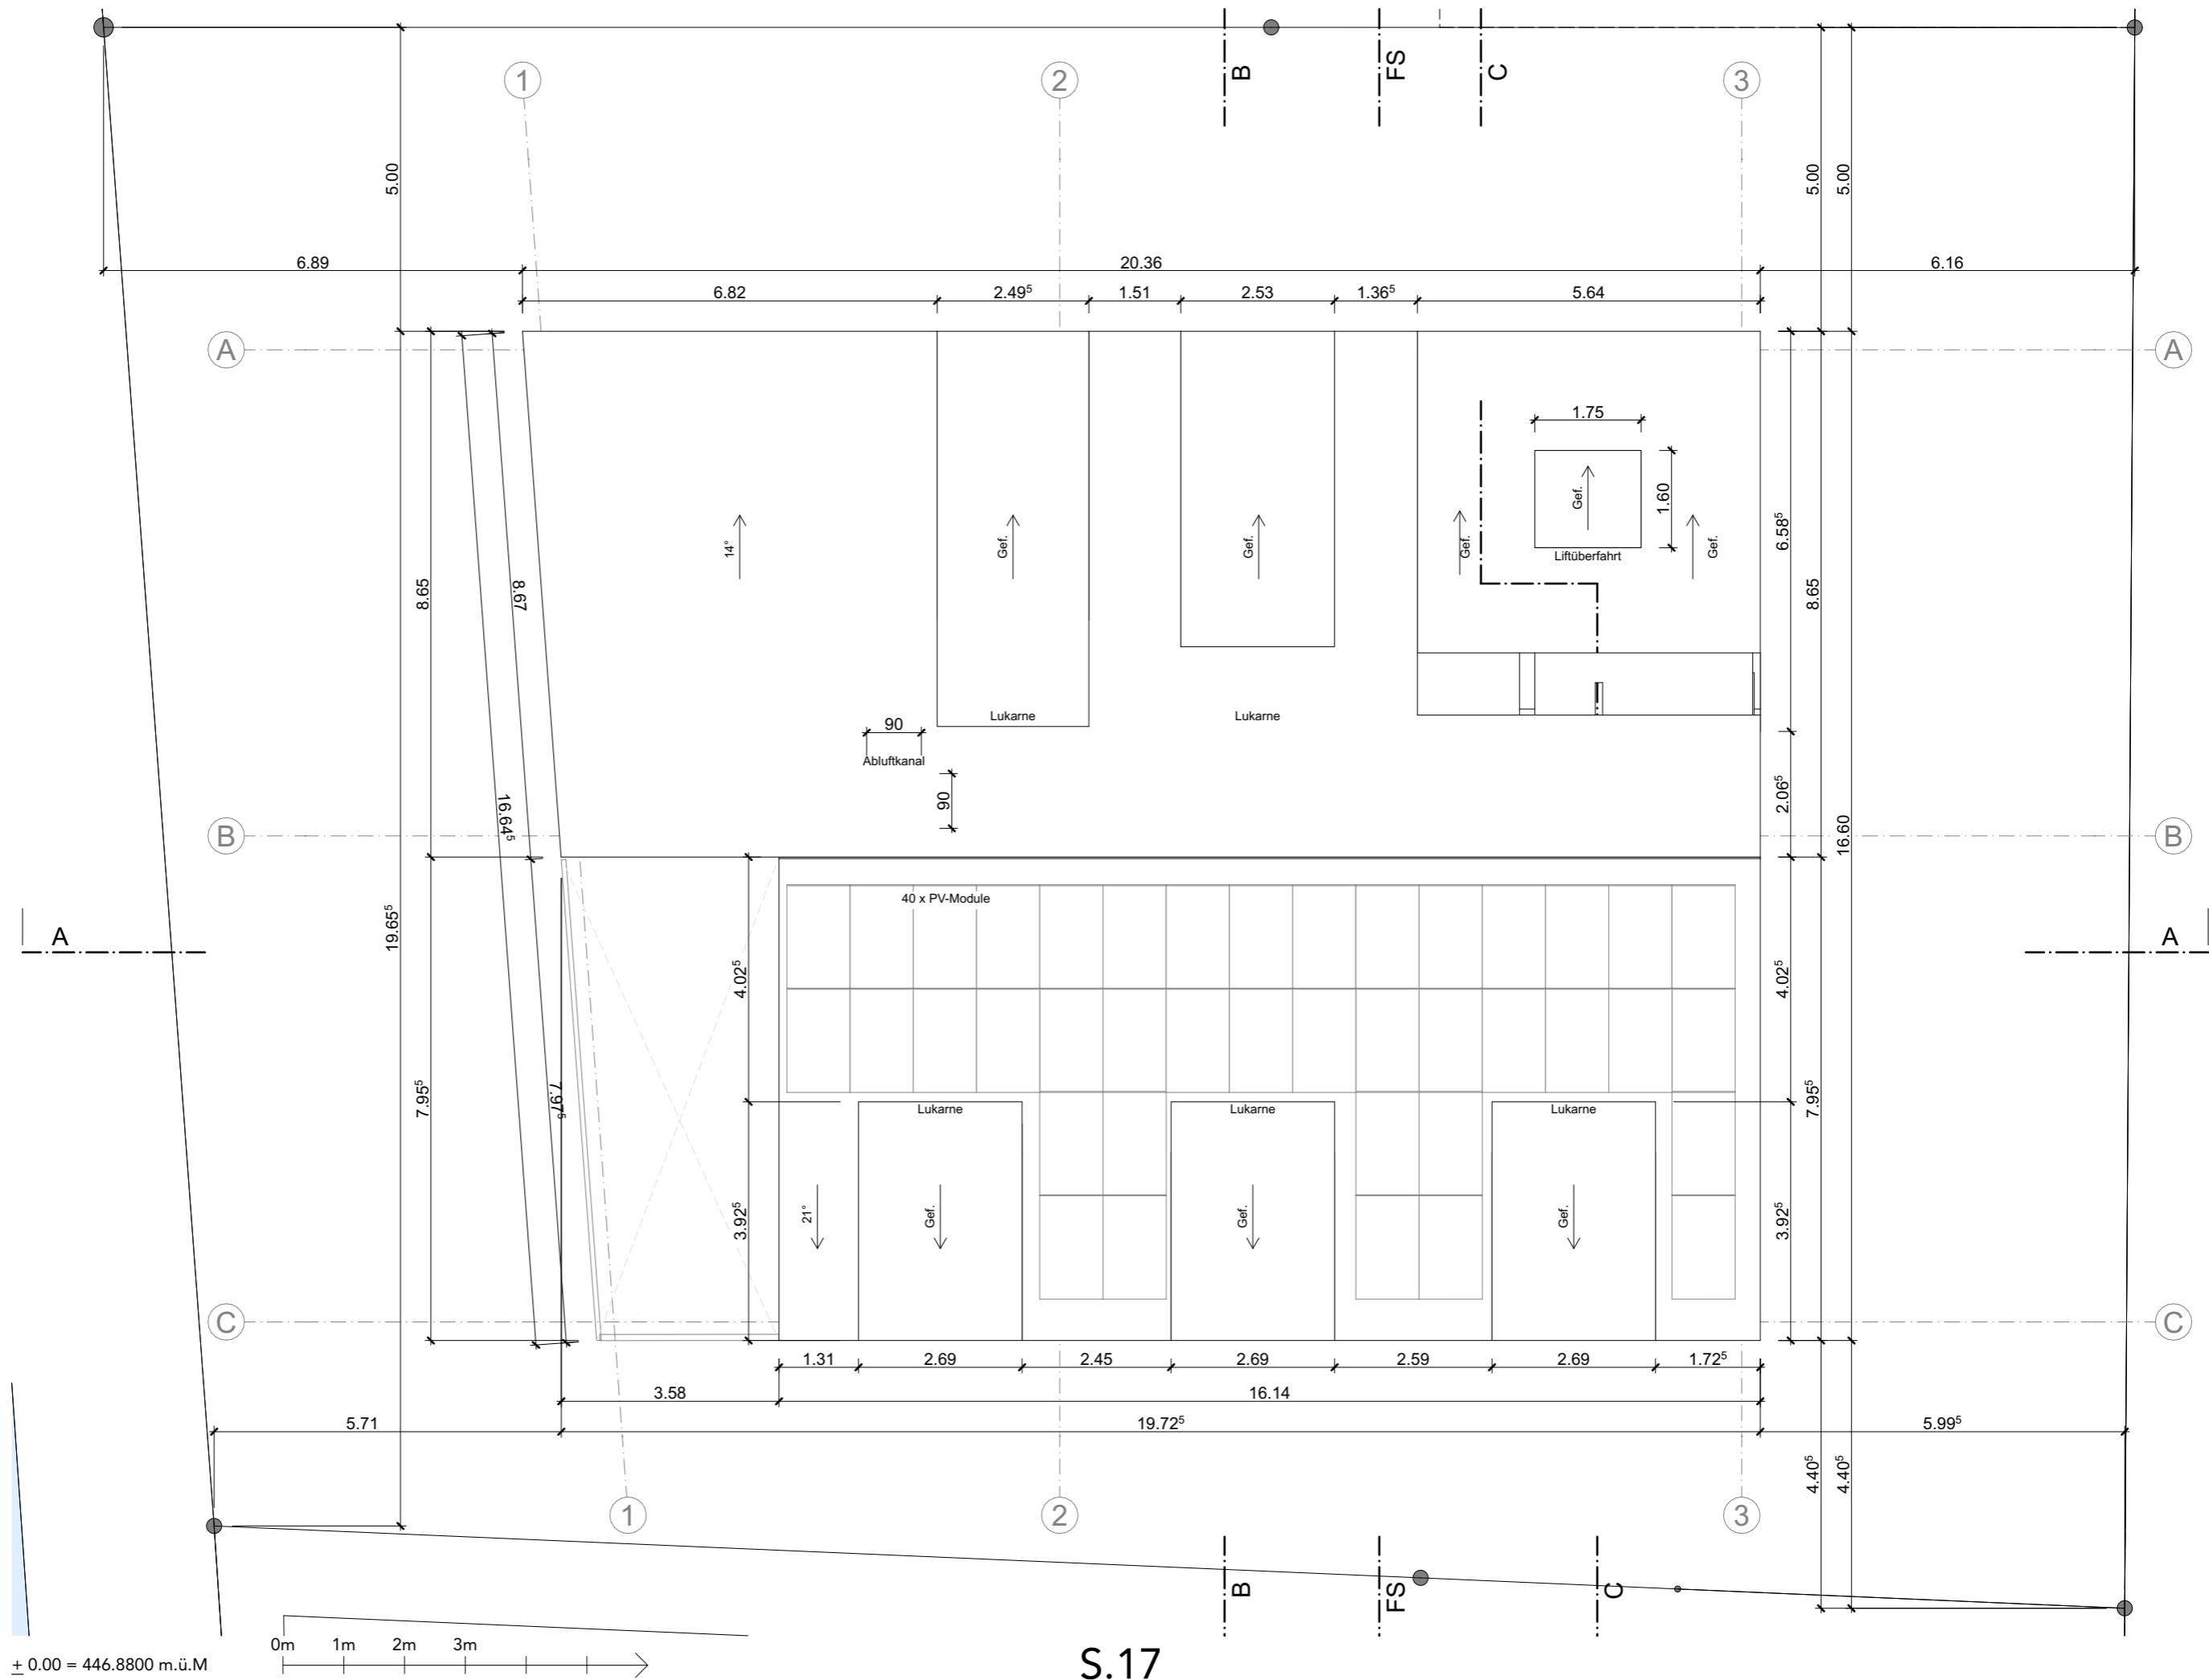 B
FS
C
1
2
3
5.00
5.00
5.00
6.89
20.36
6.16
6.82
2.49⁵
1.51
2.53
1.36⁵
5.64
A
A
1.75
1.60
Gef.
Liftüberfahrt
14°
Gef.
Gef.
Gef.
Gef.
6.58⁵
8.65
8.67
8.65
Lukarne
Lukarne
90
Abluftkanal
90
2.06⁵
16.64⁵
16.60
B
B
40 x PV-Module
A
A
19.65⁵
4.02⁵
4.02⁵
7.95⁵
7.97⁵
7.95⁵
Lukarne
Lukarne
Lukarne
3.92⁵
21°
Gef.
Gef.
Gef.
3.92⁵
C
C
1.31
2.69
2.45
2.69
2.59
2.69
1.72⁵
3.58
16.14
5.71
19.72⁵
5.99⁵
4.40⁵
4.40⁵
1
2
3
B
FS
C
0m 1m 2m 3m
± 0.00 = 446.8800 m.ü.M
S.17